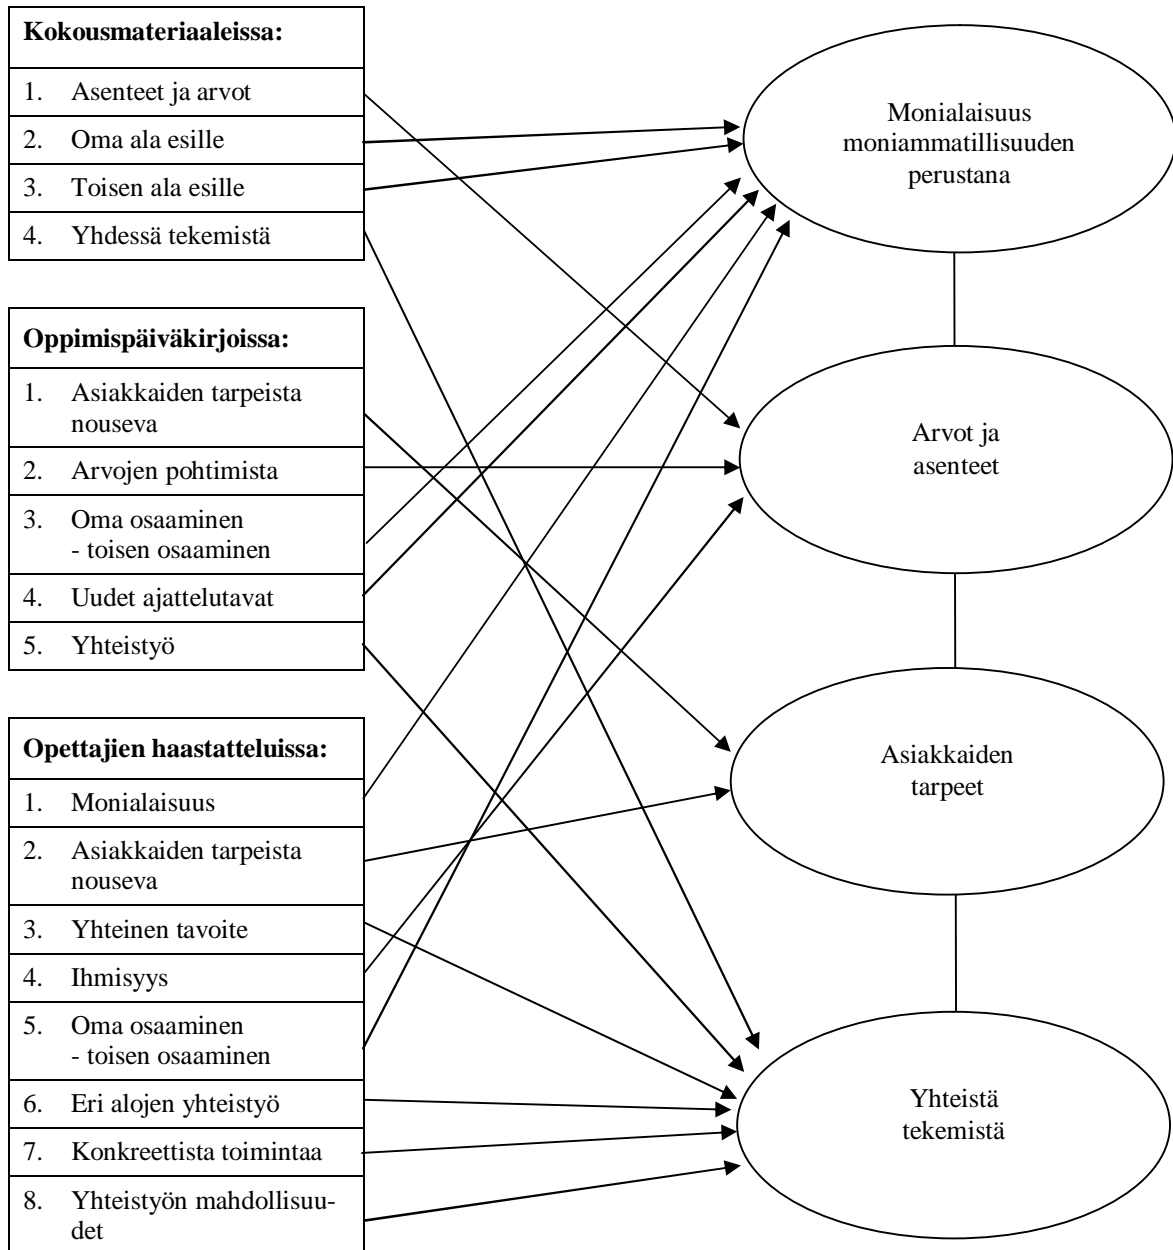 Kokousmateriaaleissa:
1. Asenteet ja arvot
2. Oma ala esille
3. Toisen ala esille
4. Yhdessä tekemistä
Oppimispäiväkirjoissa:
1. Asiakkaiden tarpeista
nouseva
2. Arvojen pohtimista
3. Oma osaaminen
- toisen osaaminen
4. Uudet ajattelutavat
5. Yhteistyö
Opettajien haastatteluissa:
1. Monialaisuus
2. Asiakkaiden tarpeista
nouseva
3. Yhteinen tavoite
4. Ihmisyys
5. Oma osaaminen
- toisen osaaminen
6. Eri alojen yhteistyö
7. Konkreettista toimintaa
8. Yhteistyön mahdollisuu-
det
Monialaisuus
moniammatillisuuden
perustana
Arvot ja
asenteet
Asiakkaiden
tarpeet
Yhteistä
tekemistä